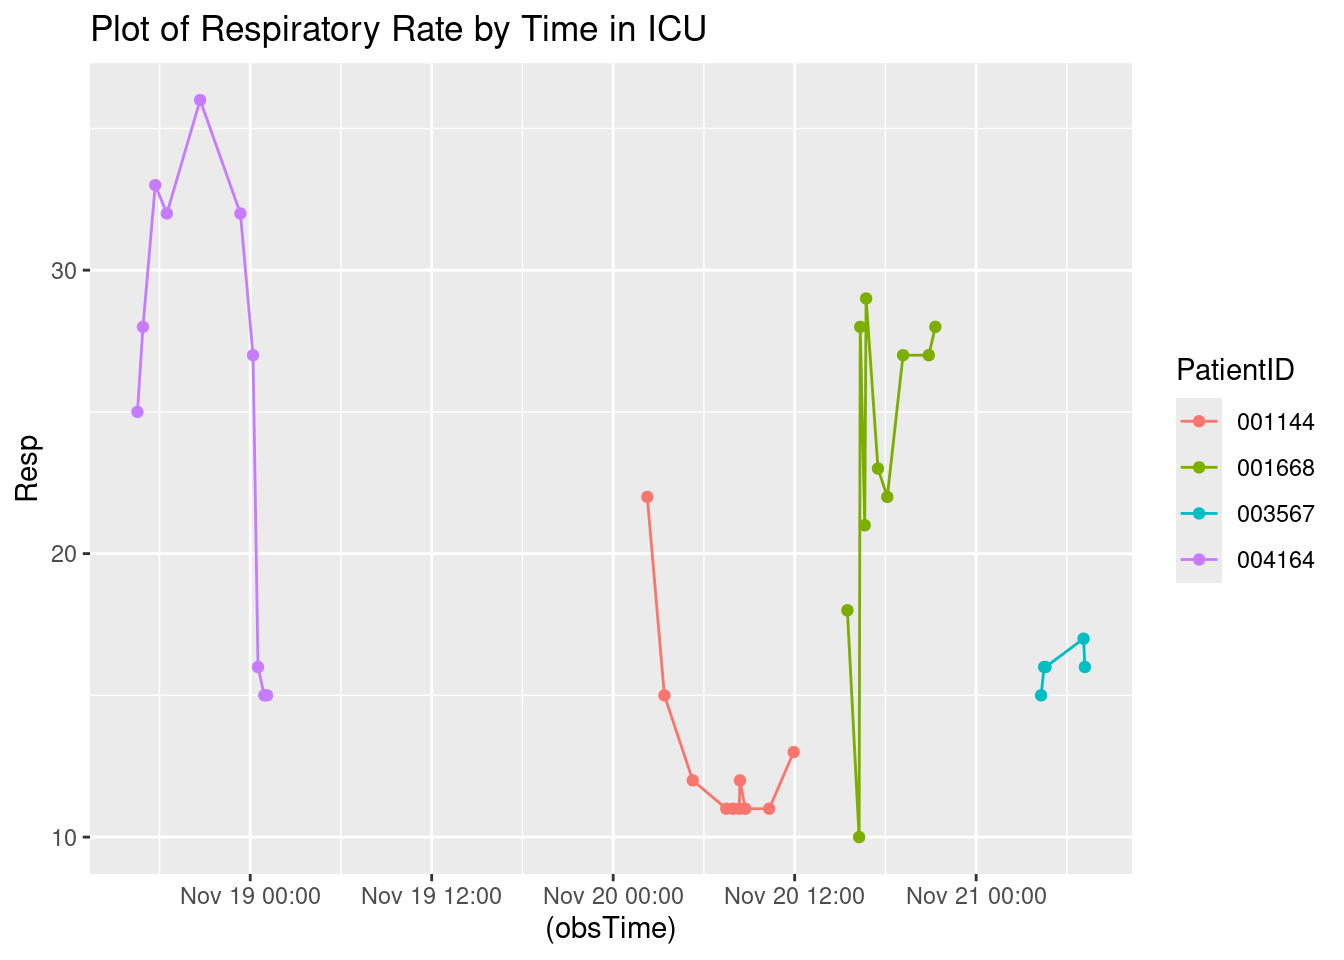 Plot of Respiratory Rate by Time in ICU
Resp
30
20
10
Nov 19 00:00 Nov 19 12:00 Nov 20 00:00 Nov 20 12:00 Nov 21 00:00
(obsTime)
PatientID
001144
001668
003567
004164